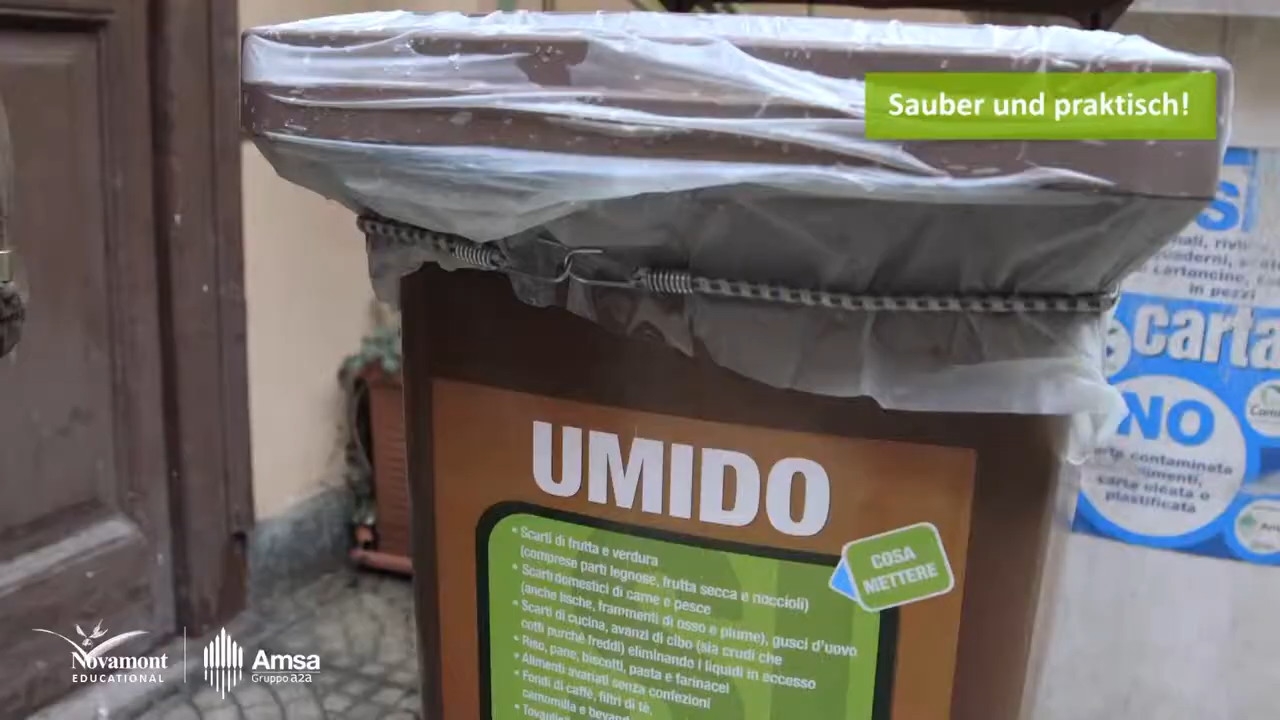 Sauber und praktisch!
S
in pezzi
carta
NO
carta oleata o
plastificata
UMIDO
COSA
METTERE
• Scarti di frutta e verdura
(comprese parti legnose, frutta secca e noccioli)
• Scarti domestici di carne e pesce
(anche lische, frammenti di osso e piume), gusci d'uovo
• Scarti di cucina, avanzi di cibo (sia crudi che
cotti purché freddi) eliminando i liquidi in eccesso
• Riso, pane, biscotti, pasta e farinacei
• Alimenti avariati senza confezioni
• Fondi di caffè, filtri di tè,
camomilla e
Novamont
EDUCATIONAL
Amsa
Gruppo a2a